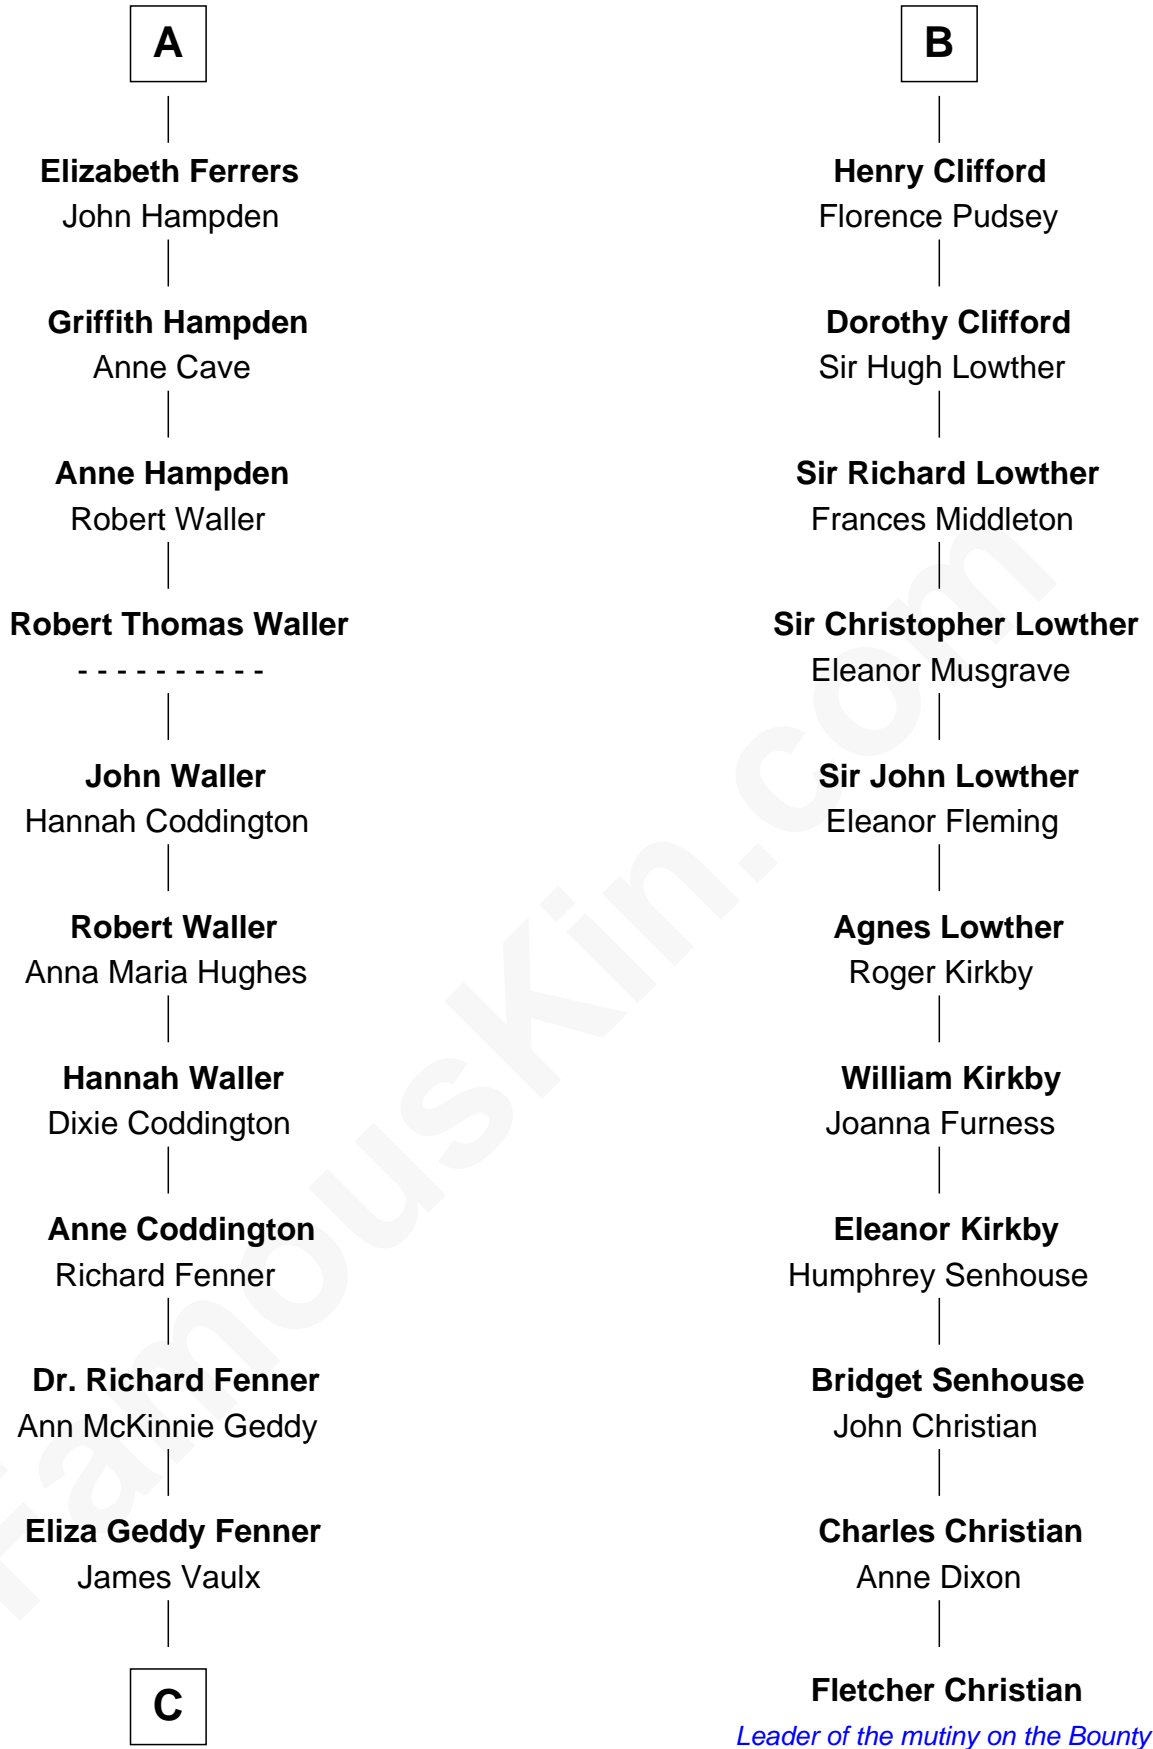 A
Elizabeth Ferrers
John Hampden
Griffith Hampden
Anne Cave
Anne Hampden
Robert Waller
Robert Thomas Waller
- - - - - - - - - -
John Waller
Hannah Coddington
Robert Waller
Anna Maria Hughes
Hannah Waller
Dixie Coddington
Anne Coddington
Richard Fenner
Dr. Richard Fenner
Ann McKinnie Geddy
Eliza Geddy Fenner
James Vaulx
C
B
Henry Clifford
Florence Pudsey
Dorothy Clifford
Sir Hugh Lowther
Sir Richard Lowther
Frances Middleton
Sir Christopher Lowther
Eleanor Musgrave
Sir John Lowther
Eleanor Fleming
Agnes Lowther
Roger Kirkby
William Kirkby
Joanna Furness
Eleanor Kirkby
Humphrey Senhouse
Bridget Senhouse
John Christian
Charles Christian
Anne Dixon
Fletcher Christian
Leader of the mutiny on the Bounty
FamousKin.com